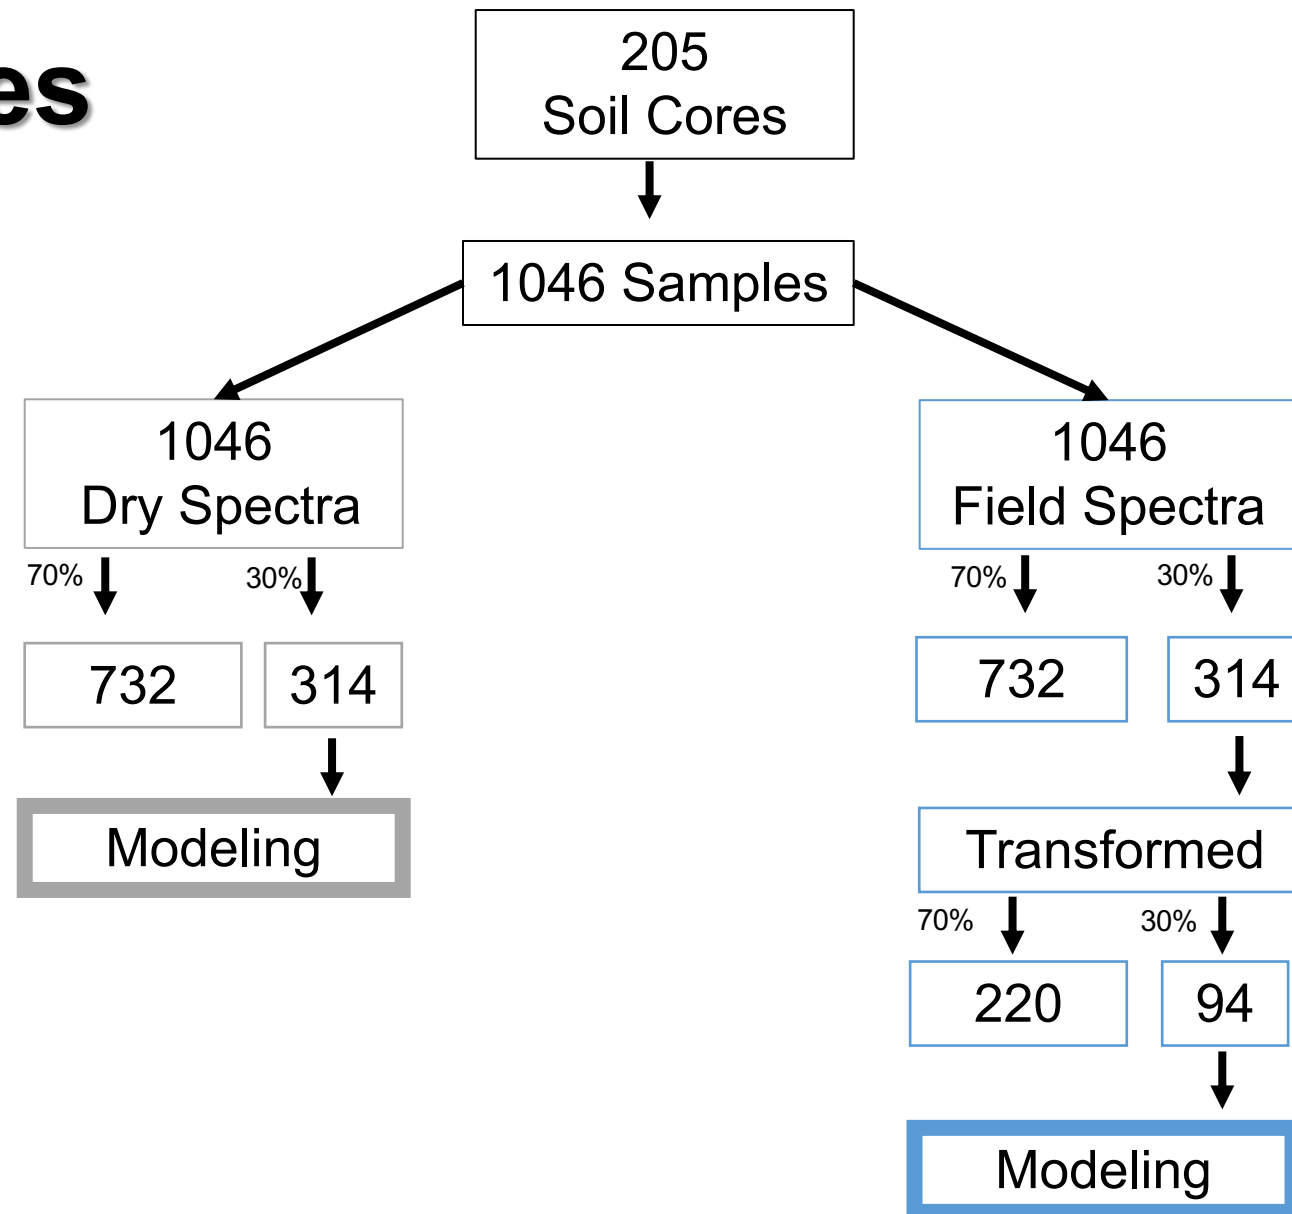 es
205
Soil Cores
1046 Samples
1046
Dry Spectra
1046
Field Spectra
70%
30%
70%
30%
732
314
732
314
Modeling
Transformed
70%
30%
220
94
Modeling